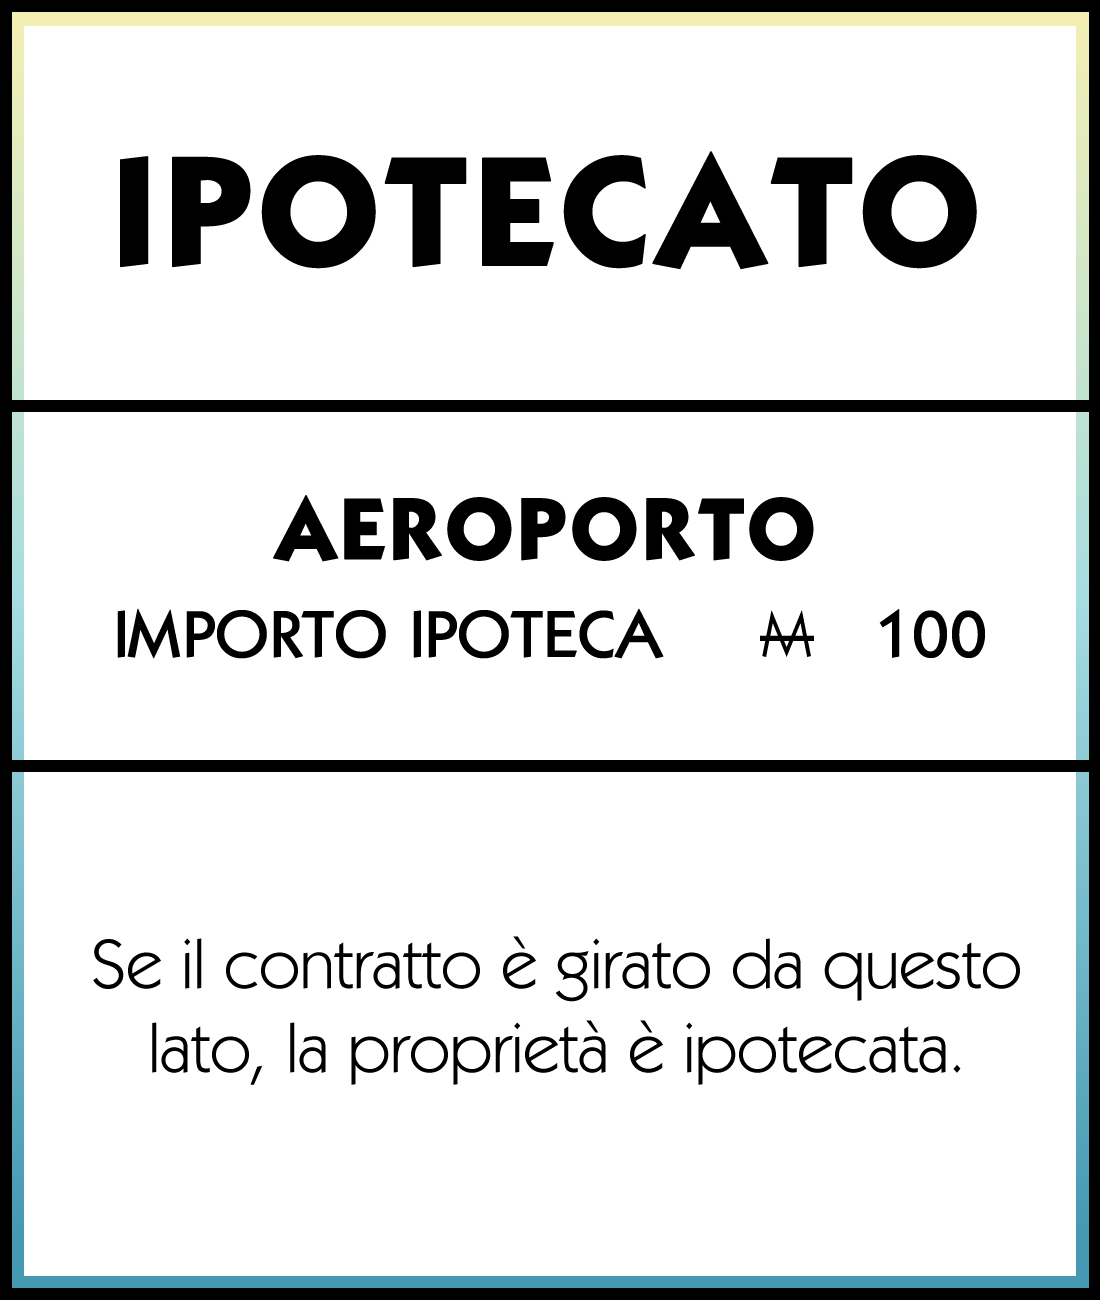 IPOTECATO
AEROPORTO
IMPORTO IPOTECA M 100
Se il contratto è girato da questo
lato, la proprietà è ipotecata.